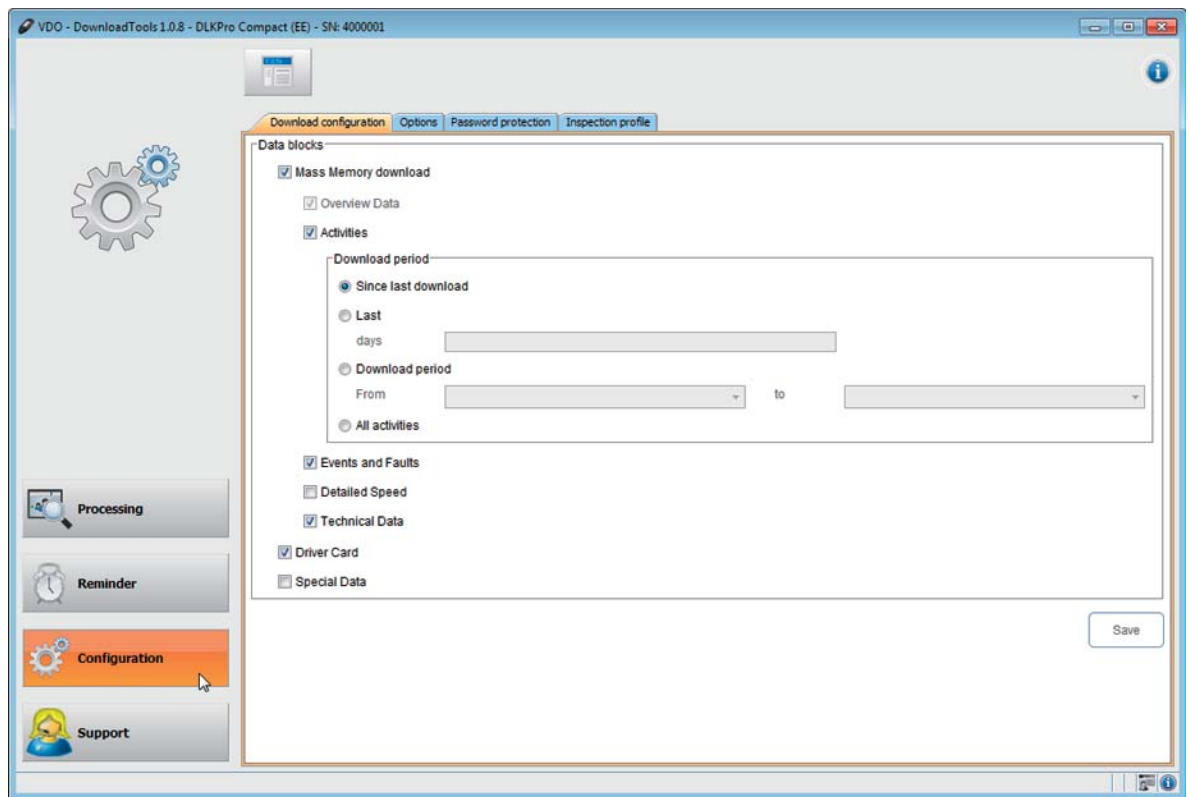 VDO - DownloadTools 1.0.8 - DLKPro Compact (EE) - SN: 4000001
Download configuration Options Password protection Inspection profile
Data blocks
Mass Memory download
Overview Data
Activities
Download period
Since last download
Last
days
Download period
From to
All activities
Events and Faults
Detailed Speed
Technical Data
Driver Card
Special Data
Save
Processing
Reminder
Configuration
Support